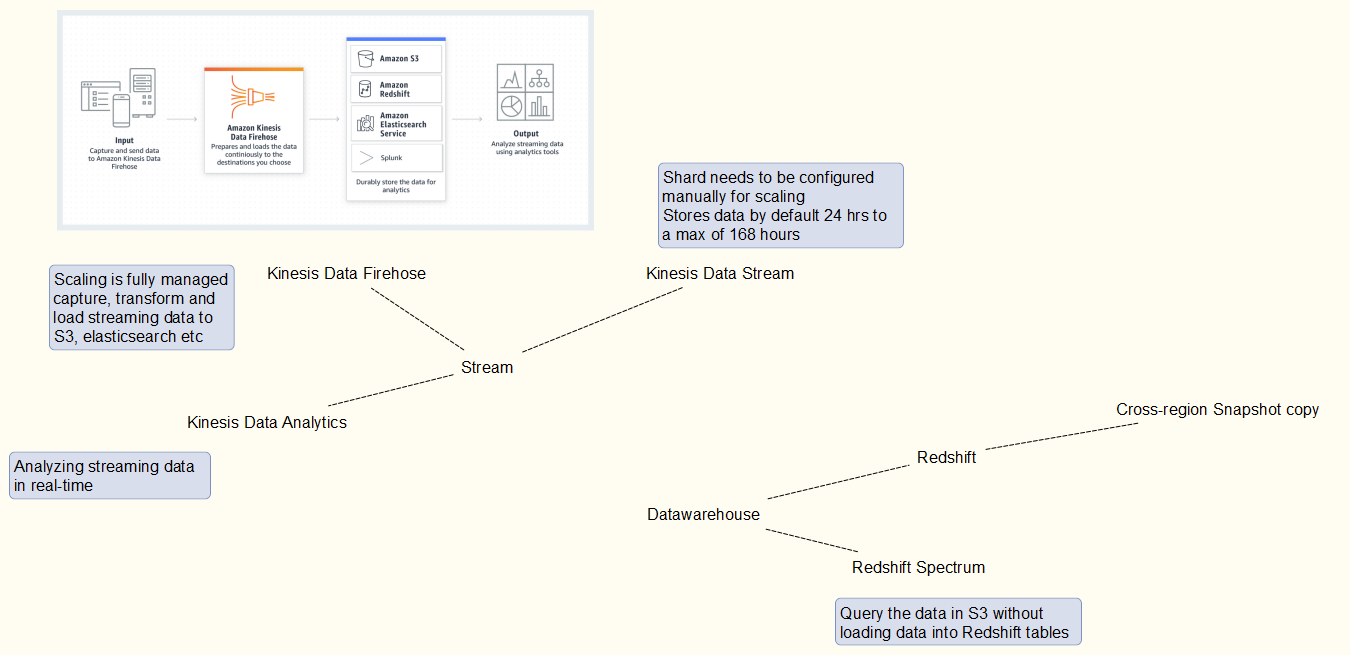 Amazon S3
Amazon
Redshift
Amazon
Elasticsearch
Service
Splunk
Durably store the data for
analytics
Input
Capture and send data
to Amazon Kinesis Data
Firehose
Amazon Kinesis
Data Firehose
Prepares and loads the data
continiously to the
destinations you choose
Output
Analyze streaming data
using analytics tools
Shard needs to be configured
manually for scaling
Stores data by default 24 hrs to
a max of 168 hours
Scaling is fully managed
capture, transform and
load streaming data to
S3, elasticsearch etc
Kinesis Data Firehose
Kinesis Data Stream
Stream
Kinesis Data Analytics
Analyzing streaming data
in real-time
Cross-region Snapshot copy
Redshift
Datawarehouse
Redshift Spectrum
Query the data in S3 without
loading data into Redshift tables